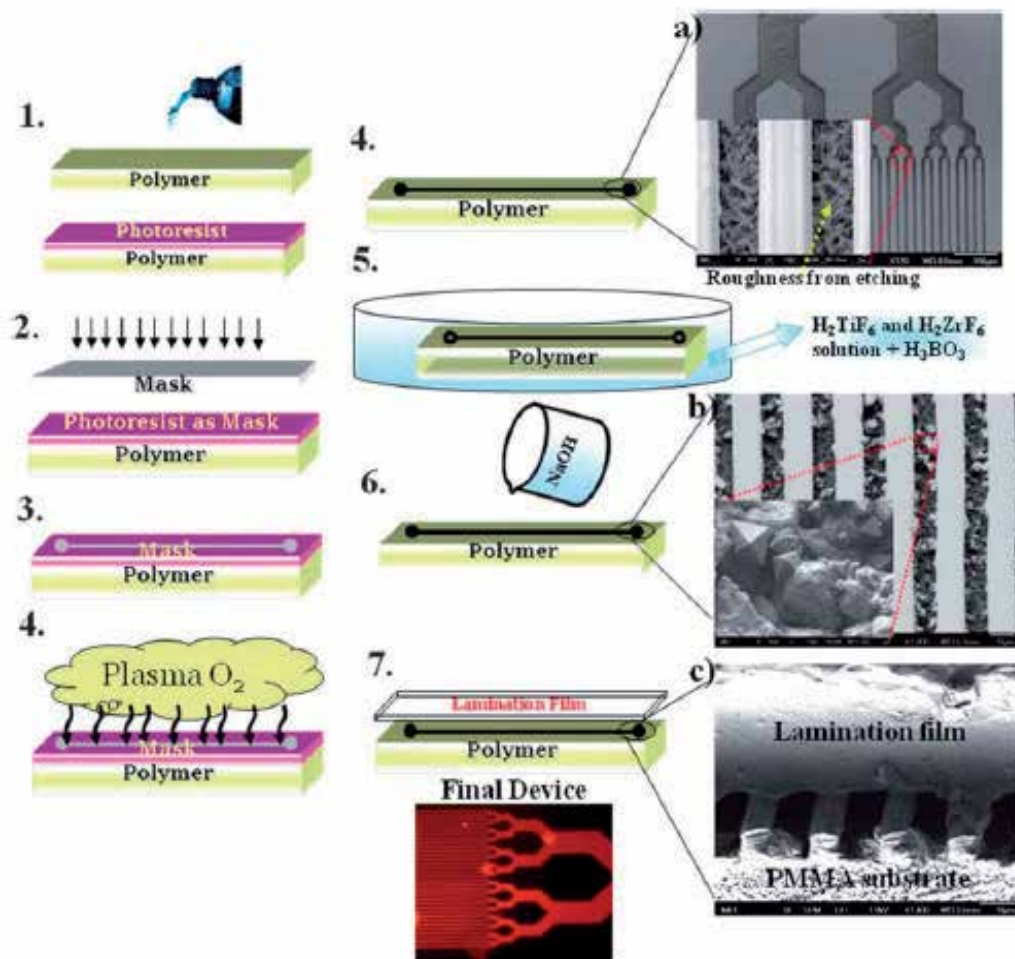 1.
Polymer
Photoresist
Polymer
2.
Mask
Photoresist as Mask
Polymer
3.
Mask
Polymer
4.
Plasma O₂
Mask
Polymer
4.
Polymer
a)
Roughness from etching
5.
Polymer
H₂TiF₆ and H₂ZrF₆
solution + H₃BO₃
6.
NaOH
Polymer
b)
7.
Lamination Film
Polymer
Final Device
c)
Lamination film
PMMA substrate